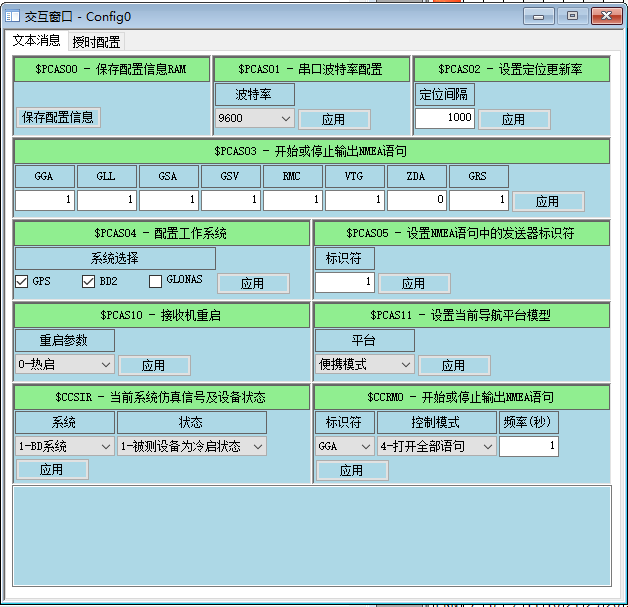 交互窗口 - Config0
文本消息 授时配置
$PCAS00 - 保存配置信息RAM $PCAS01 - 串口波特率配置 $PCAS02 - 设置定位更新率
波特率 定位间隔
保存配置信息 9600 应用 1000 应用
$PCAS03 - 开始或停止输出NMEA语句
GGA GLL GSA GSV RMC VTG ZDA GRS
1 1 1 1 1 1 0 1 应用
$PCAS04 - 配置工作系统 $PCAS05 - 设置NMEA语句中的发送器标识符
系统选择 标识符
GPS BD2 GLONAS 应用 1 应用
$PCAS10 - 接收机重启 $PCAS11 - 设置当前导航平台模型
重启参数 平台
0-热启 应用 便携模式 应用
$CCSIR - 当前系统仿真信号及设备状态 $CCRMO - 开始或停止输出NMEA语句
系统 状态 标识符 控制模式 频率(秒)
1-BD系统 1-被测设备为冷启状态 GGA 4-打开全部语句 1
应用 应用